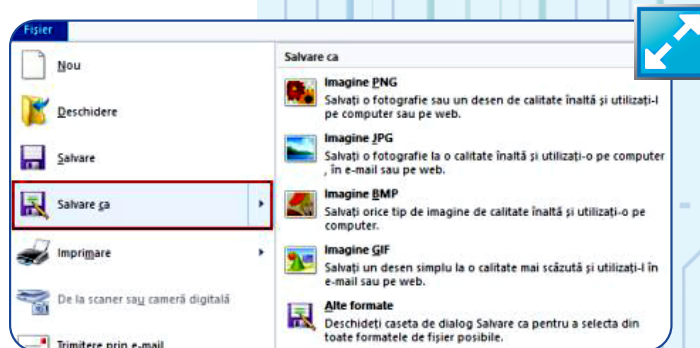 Fișier
Nou
Deschidere
Salvare
Salvare ca
Imprimare
De la scaner sau cameră digitală
Trimitere prin e-mail
Salvare ca
Imagine PNG
Salvați o fotografie sau un desen de calitate înaltă și utilizați-l
pe computer sau pe web.
Imagine JPG
Salvați o fotografie la o calitate înaltă și utilizați-o pe computer
, în e-mail sau pe web.
Imagine BMP
Salvați orice tip de imagine de calitate înaltă și utilizați-o pe
computer.
Imagine GIF
Salvați un desen simplu la o calitate mai scăzută și utilizați-l în
e-mail sau pe web.
Alte formate
Deschideți caseta de dialog Salvare ca pentru a selecta din
toate formatele de fișier posibile.